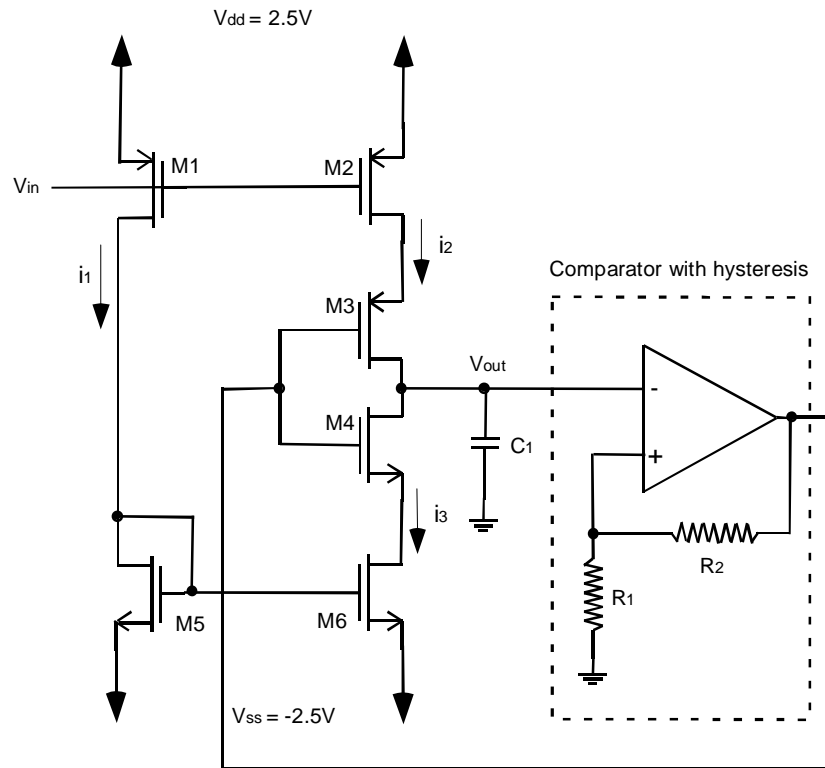 Vdd = 2.5V
M1
M2
Vin
i1
i2
Comparator with hysteresis
M3
Vout
-
M4
C1
+
i3
R2
R1
M5
M6
Vss = -2.5V